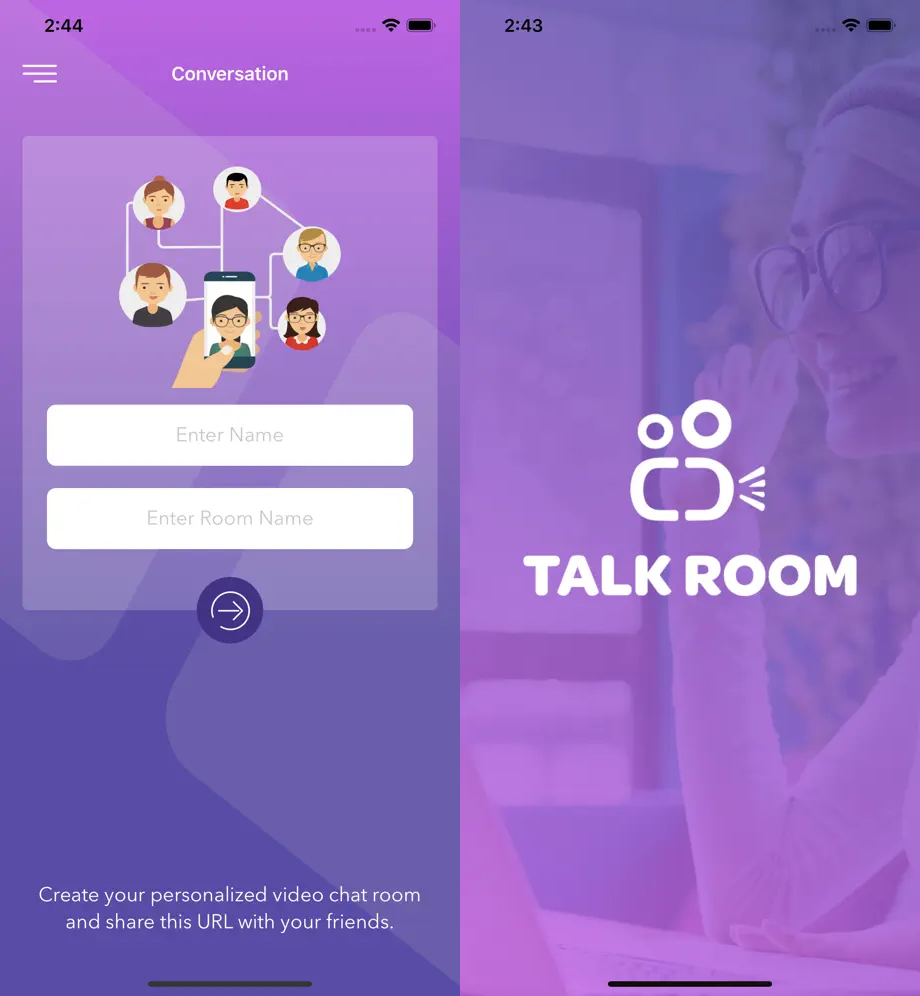 2:44
Conversation
Enter Name
Enter Room Name
Create your personalized video chat room
and share this URL with your friends.
2:43
TALK ROOM